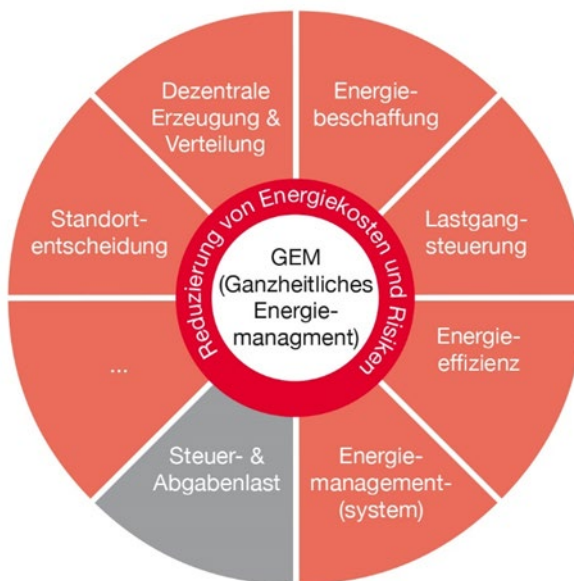 Dezentrale
Erzeugung &
Verteilung
Energie-
beschaffung
Standort-
entscheidung
Lastgang-
steuerung
Reduzierung von Energiekosten und Risiken
GEM
(Ganzheitliches
Energie-
managment)
...
Energie-
effizienz
Steuer- &
Abgabenlast
Energie-
management-
(system)